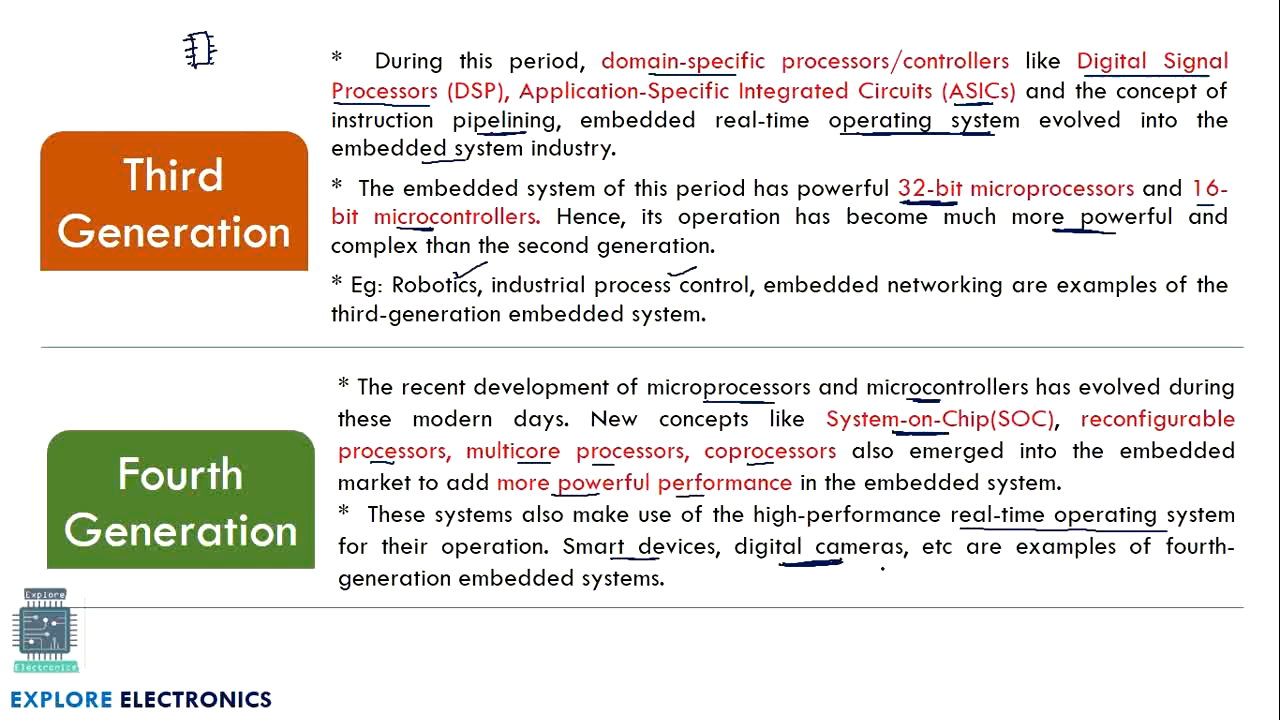 * During this period, domain-specific processors/controllers like Digital Signal
Processors (DSP), Application-Specific Integrated Circuits (ASICs) and the concept of
instruction pipelining, embedded real-time operating system evolved into the
embedded system industry.
Third
Generation
* The embedded system of this period has powerful 32-bit microprocessors and 16-
bit microcontrollers. Hence, its operation has become much more powerful and
complex than the second generation.
* Eg: Robotics, industrial process control, embedded networking are examples of the
third-generation embedded system.
* The recent development of microprocessors and microcontrollers has evolved during
these modern days. New concepts like System-on-Chip(SOC), reconfigurable
processors, multicore processors, coprocessors also emerged into the embedded
market to add more powerful performance in the embedded system.
Fourth
Generation
* These systems also make use of the high-performance real-time operating system
for their operation. Smart devices, digital cameras, etc are examples of fourth-
generation embedded systems.
Explore
Electronics
EXPLORE ELECTRONICS